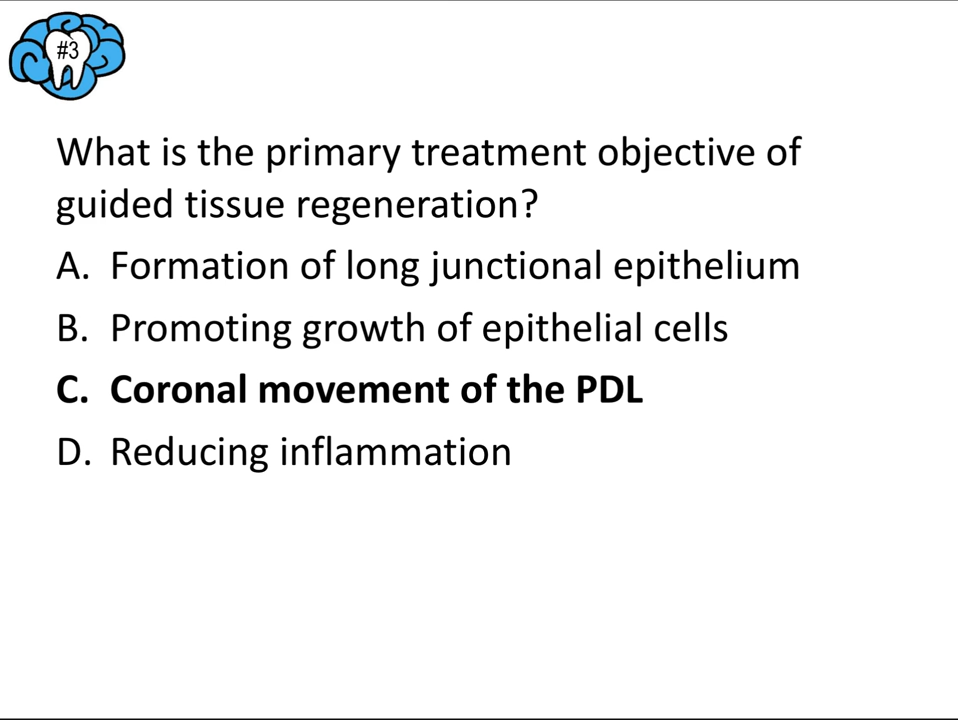 #3
What is the primary treatment objective of
guided tissue regeneration?
A. Formation of long junctional epithelium
B. Promoting growth of epithelial cells
C. Coronal movement of the PDL
D. Reducing inflammation